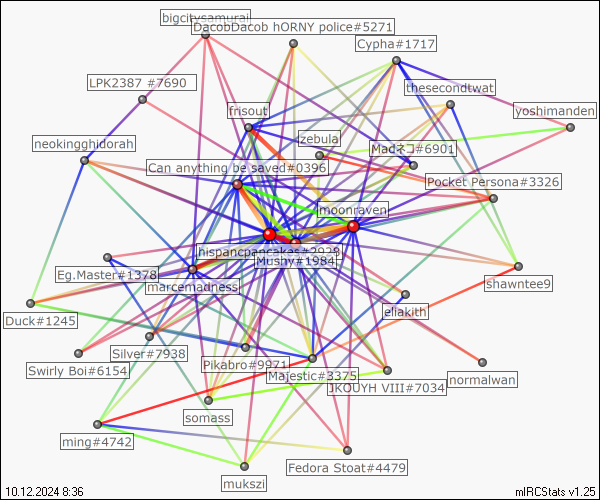 bigcitysamurai
DacobDacob hORNY police#5271
Cypha#1717
LPK2387 #7690
thesecondtwat
frisout
yoshimanden
zebula
neokingghidorah
Madネコ#6901
Can anything be saved#0396
Pocket Persona#3326
moonraven
hispancpancakes#2929
Mushy#1984
Eg.Master#1378
marcemadness
shawntee9
eliakith
Duck#1245
Silver#7938
Pikabro#9971
Swirly Boi#6154
Majestic#3375
normalwan
JKOUYH VIII#7034
somass
ming#4742
Fedora Stoat#4479
mukszi
10.12.2024 8:36
mIRCStats v1.25